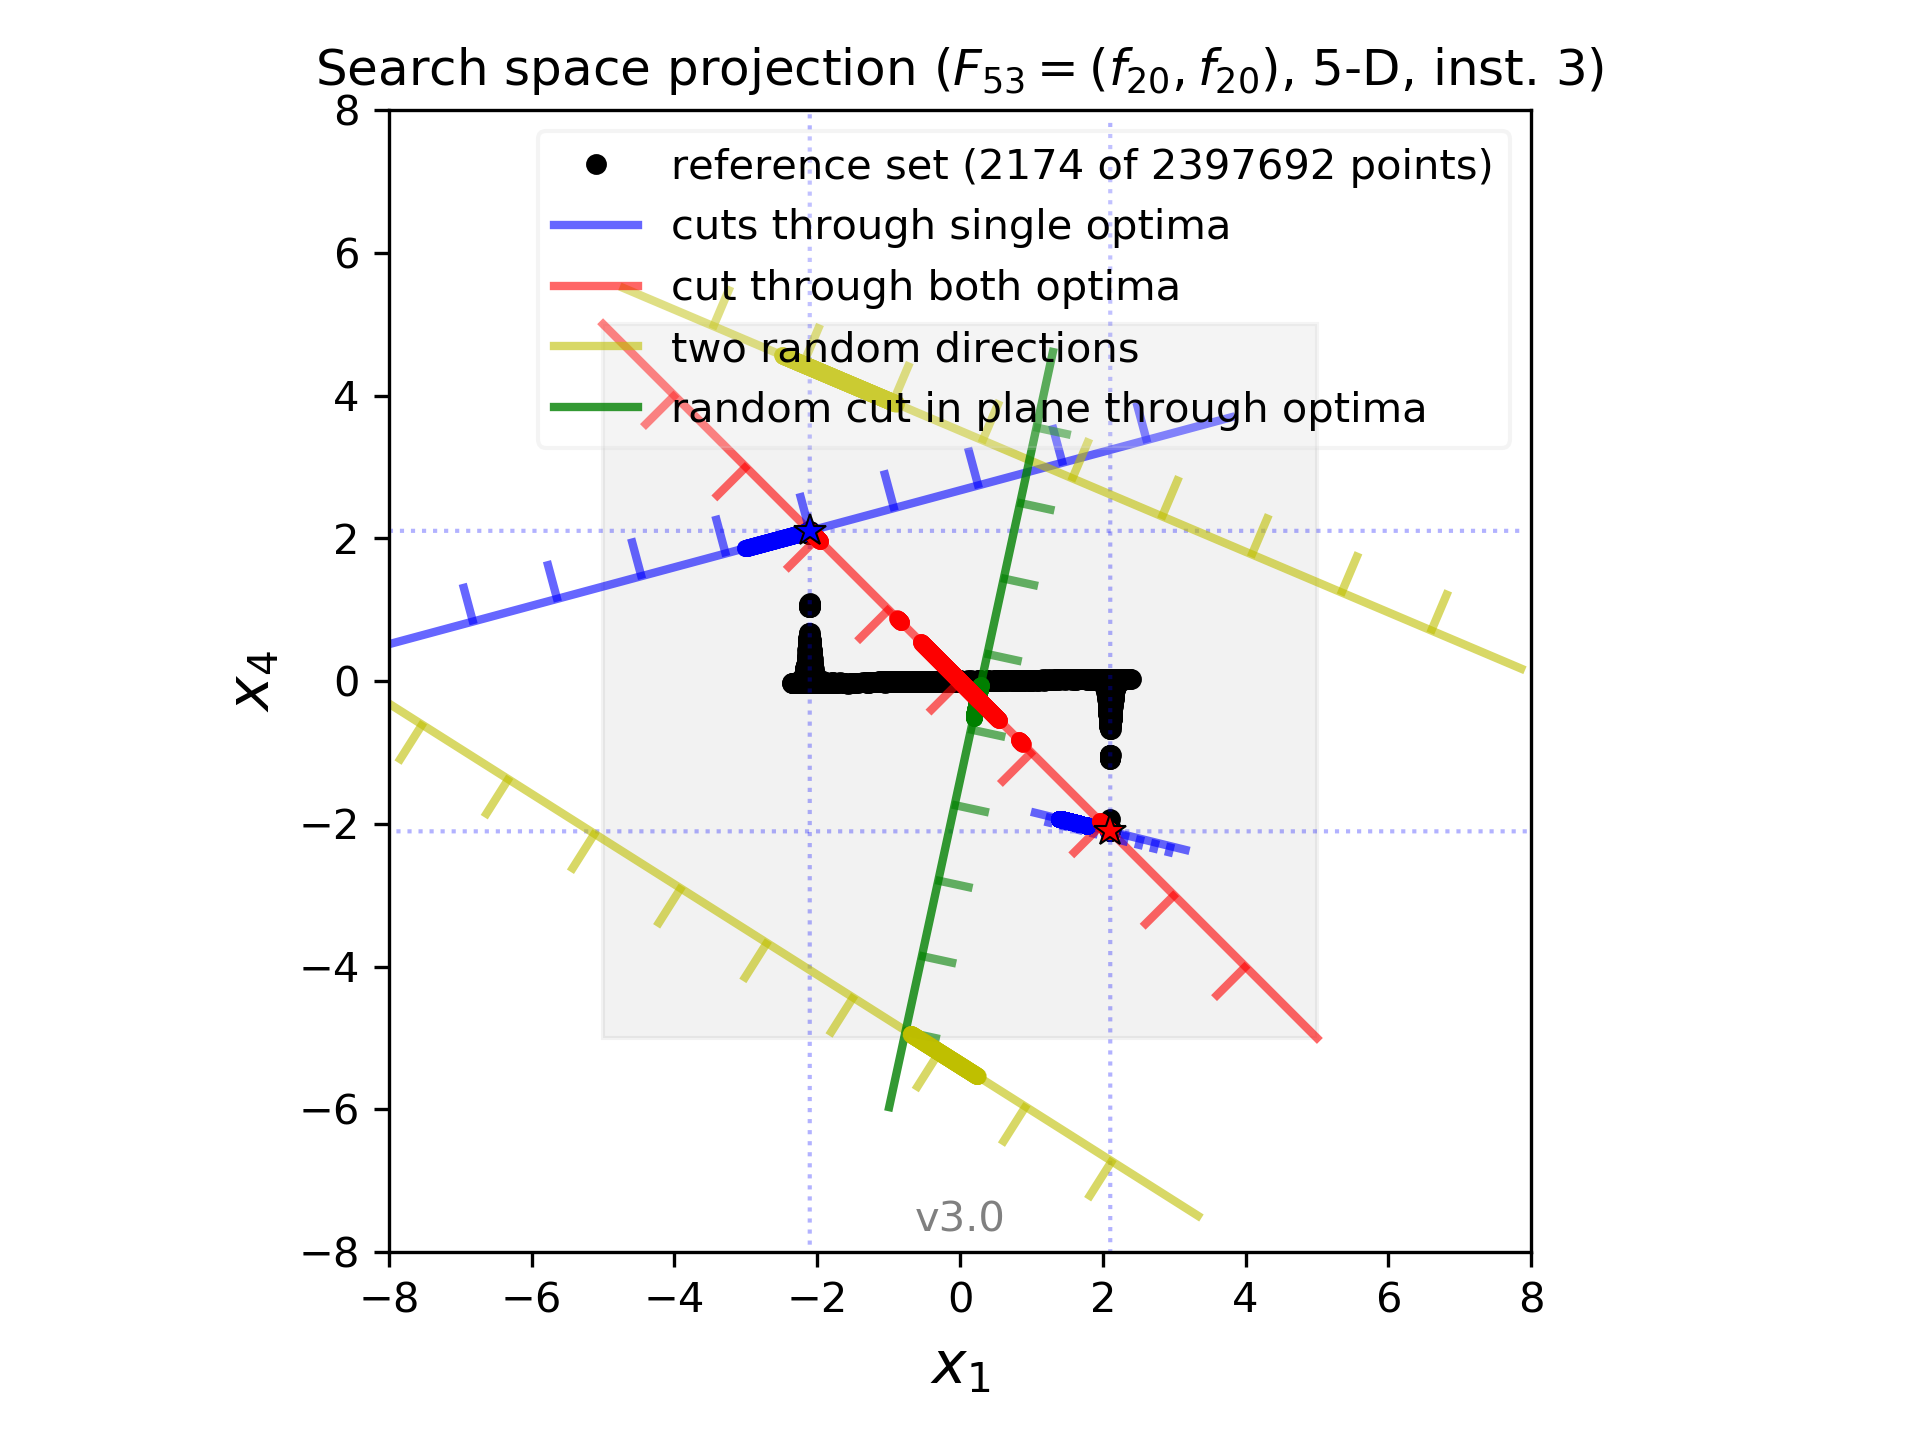 Search space projection (F53 = (f20, f20), 5-D, inst. 3)
reference set (2174 of 2397692 points)
cuts through single optima
cut through both optima
two random directions
random cut in plane through optima
8
6
4
2
0
−2
−4
−6
−8
x4
v3.0
−8 −6 −4 −2 0 2 4 6 8
x1